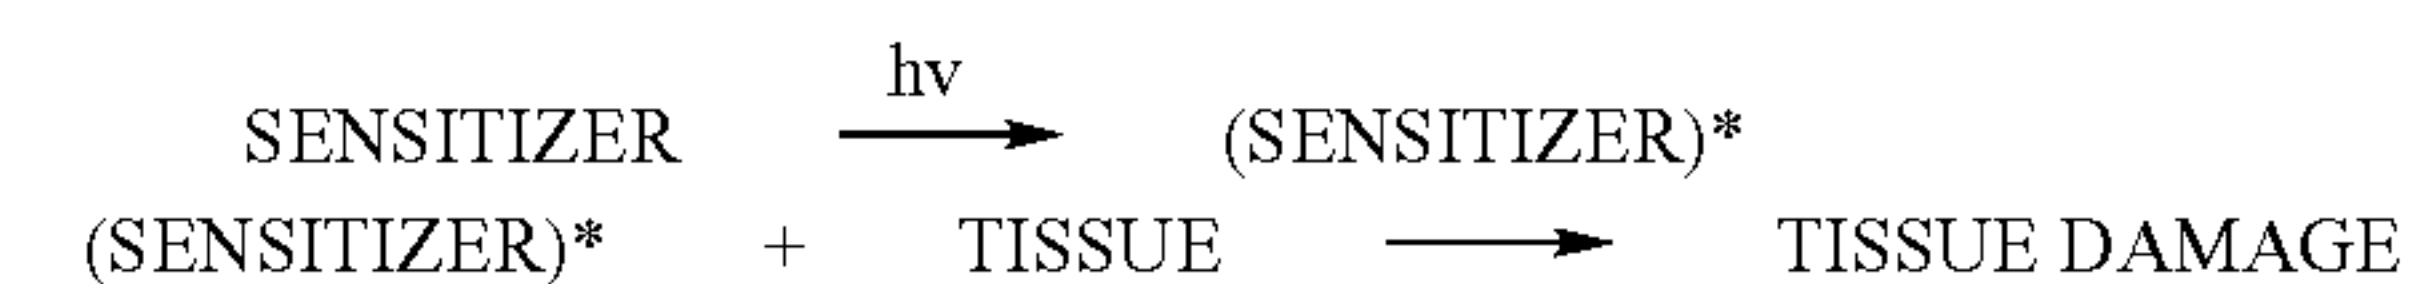 hv
SENSITIZER (SENSITIZER)*
(SENSITIZER)* + TISSUE TISSUE DAMAGE